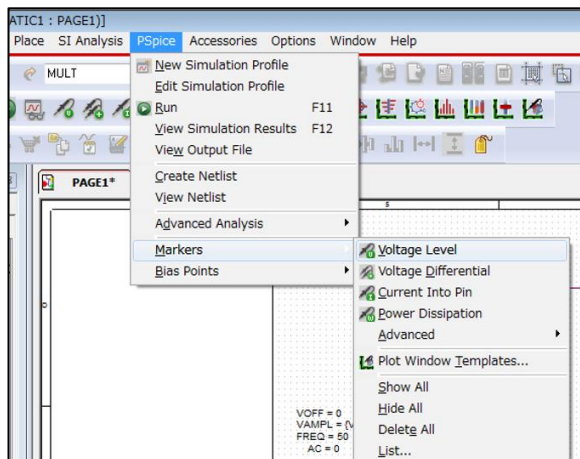 ATIC1 : PAGE1)]
Place SI Analysis PSpice Accessories Options Window Help
MULT
New Simulation Profile
Edit Simulation Profile
Run F11
View Simulation Results F12
View Output File
Create Netlist
View Netlist
Advanced Analysis
Markers
Bias Points
PAGE1*
5
Voltage Level
Voltage Differential
Current Into Pin
Power Dissipation
Advanced
Plot Window Templates...
Show All
Hide All
Delete All
List...
VOFF = 0
VAMPL = {V
FREQ = 50
AC = 0